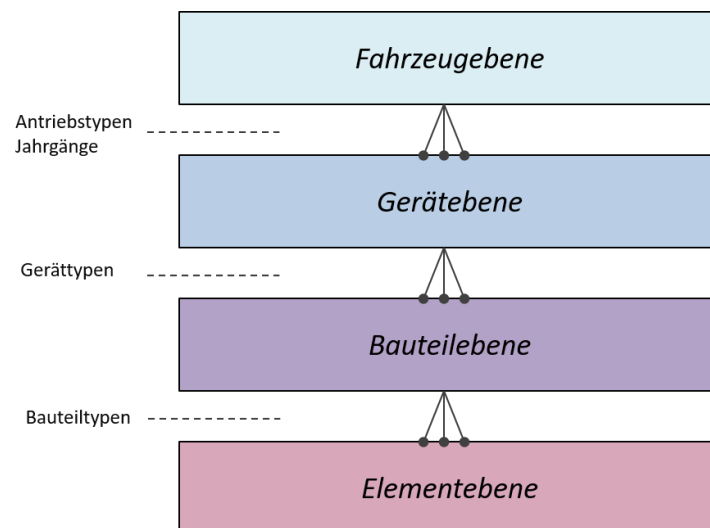 Fahrzeugebene
Antriebstypen
Jahrgänge
Gerätebene
Gerättypen
Bauteilebene
Bauteiltypen
Elementebene